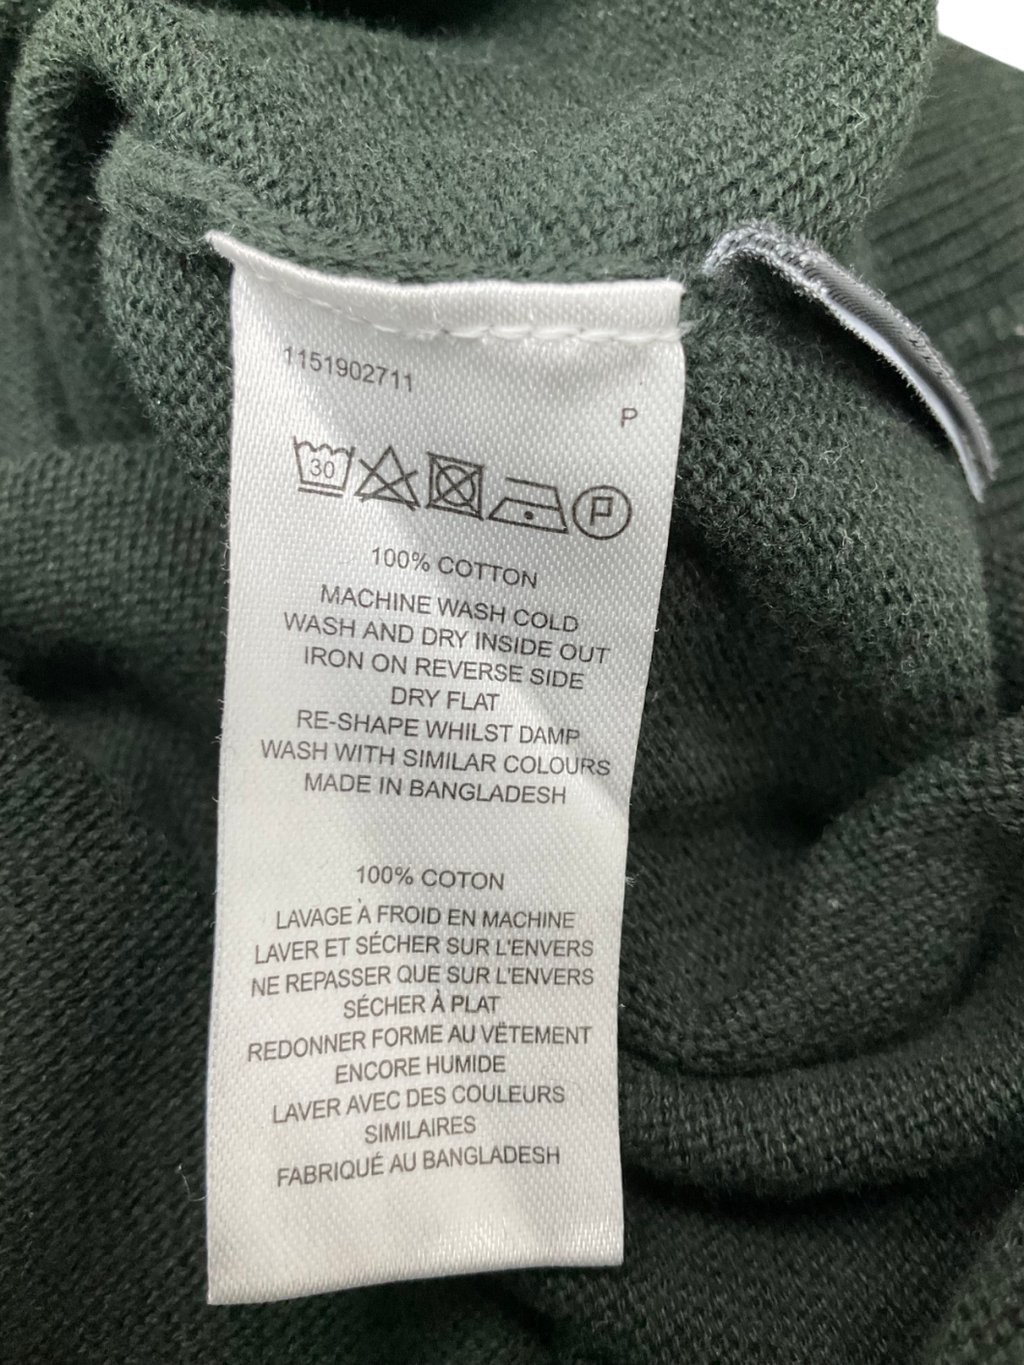 1151902711
P
30
P
100% COTTON
MACHINE WASH COLD
WASH AND DRY INSIDE OUT
IRON ON REVERSE SIDE
DRY FLAT
RE-SHAPE WHILST DAMP
WASH WITH SIMILAR COLOURS
MADE IN BANGLADESH
100% COTON
LAVAGE À FROID EN MACHINE
LAVER ET SÉCHER SUR L'ENVERS
NE REPASSER QUE SUR L'ENVERS
SÉCHER À PLAT
REDONNER FORME AU VÊTEMENT
ENCORE HUMIDE
LAVER AVEC DES COULEURS
SIMILAIRES
FABRIQUÉ AU BANGLADESH